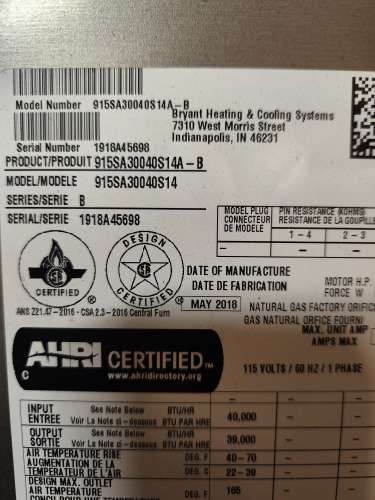 Model Number 915SA30040S14A-B
Bryant Heating & Cooling Systems
7310 West Morris Street
Indianapolis, IN 46231
Serial Number 1918A45698
PRODUCT/PRODUIT 915SA30040S14A-B
MODEL/MODELE 915SA30040S14
SERIES/SERIE B
SERIAL/SERIE 1918A45698
MODEL PLUG
CONNECTEUR
DE MODELE
PIN RESISTANCE (KOHMS)
RESISTANCE DE LA GOUPILLE
1-4 2-3
- - -
- - -
CERTIFIED
DESIGN
CERTIFIED
DATE OF MANUFACTURE
DATE DE FABRICATION
MAY 2018
MOTOR H.P.
FORCE W
ANS Z21.47-2016 - CSA 2.3-2016 Central Furn
NATURAL GAS FACTORY ORIFIC
GAS NATUREL ORFICE FOURNI
MAX. UNIT AMP
AMPS MAX
C
AHRI CERTIFIED TM
www.ahridirectory.org
115 VOLTS / 60 HZ / 1 PHASE
INPUT See Note Below BTU/HR 40,000
ENTREE Voir La Note di-dessous BTU PAR HRE
OUTPUT See Note Below BTU/HR 39,000
SORTIE Voir La Note di-dessous BTU PAR HRE
AIR TEMPERATURE RISE DEG. F 40-70
AUGMENTATION DE LA
TEMPERATURE DE L'AIR DEG. C 22-39
DESIGN MAX. OUTLET
AIR TEMPERATURE DEG. F 165